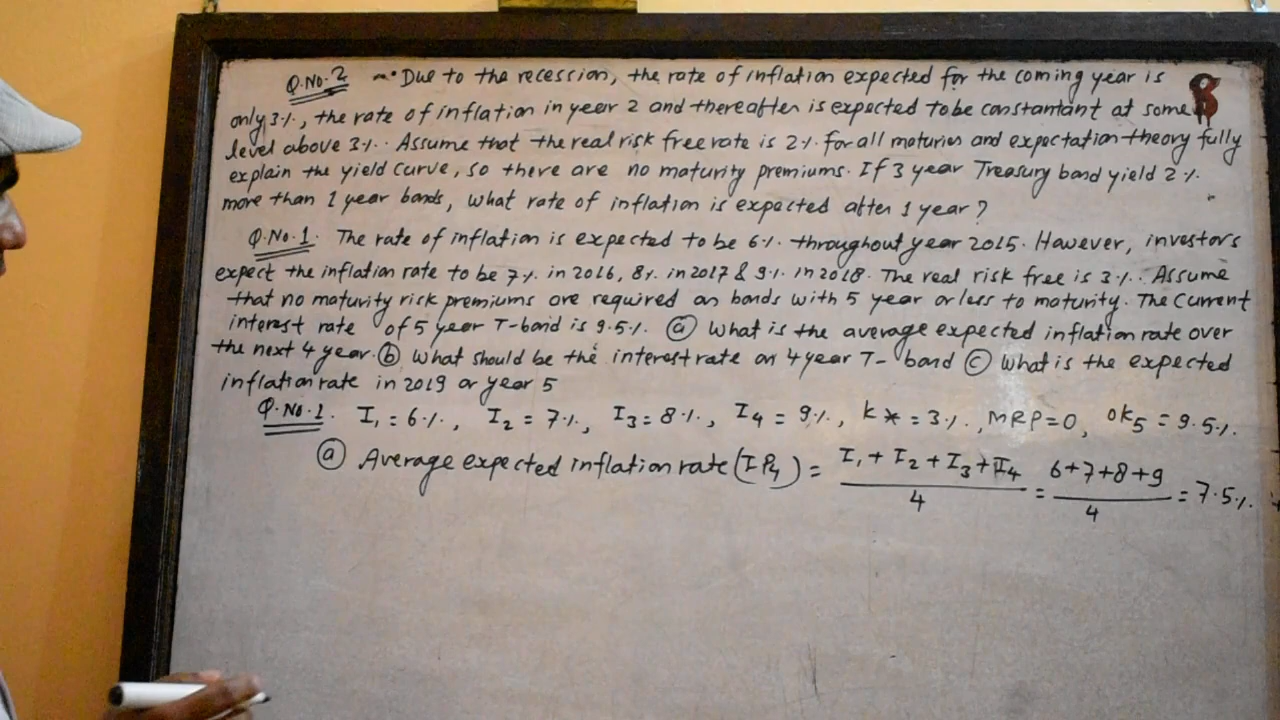 Q.No.2 Due to the recession, the rate of inflation expected for the coming year is
only 3%, the rate of inflation in year 2 and thereafter is expected to be constantant at some
level above 3%. Assume that the real risk free rate is 2% for all maturies and expectation theory fully
explain the yield curve, so there are no maturity premiums. If 3 year Treasury bond yield 2%
more than 1 year bonds, what rate of inflation is expected after 1 year?
Q.No.1. The rate of inflation is expected to be 6% throughout year 2015. However, investors
expect the inflation rate to be 7% in 2016, 8% in 2017 & 9% in 2018. The real risk free is 3%. Assume
that no maturity risk premiums are required on bonds with 5 year or less to maturity. The current
interest rate of 5 year T-bond is 9.5%. (a) What is the average expected inflation rate over
the next 4 year. (b) What should be the interest rate on 4 year T-bond (c) What is the expected
inflation rate in 2019 or year 5
Q.No.1. I₁ = 6%, I₂ = 7%, I₃ = 8%, I₄ = 9%, k* = 3%, MRP=0, k₅ = 9.5%.
(a) Average expected inflation rate (IP₄) = I₁ + I₂ + I₃ + I₄ / 4 = 6+7+8+9 / 4 = 7.5%.